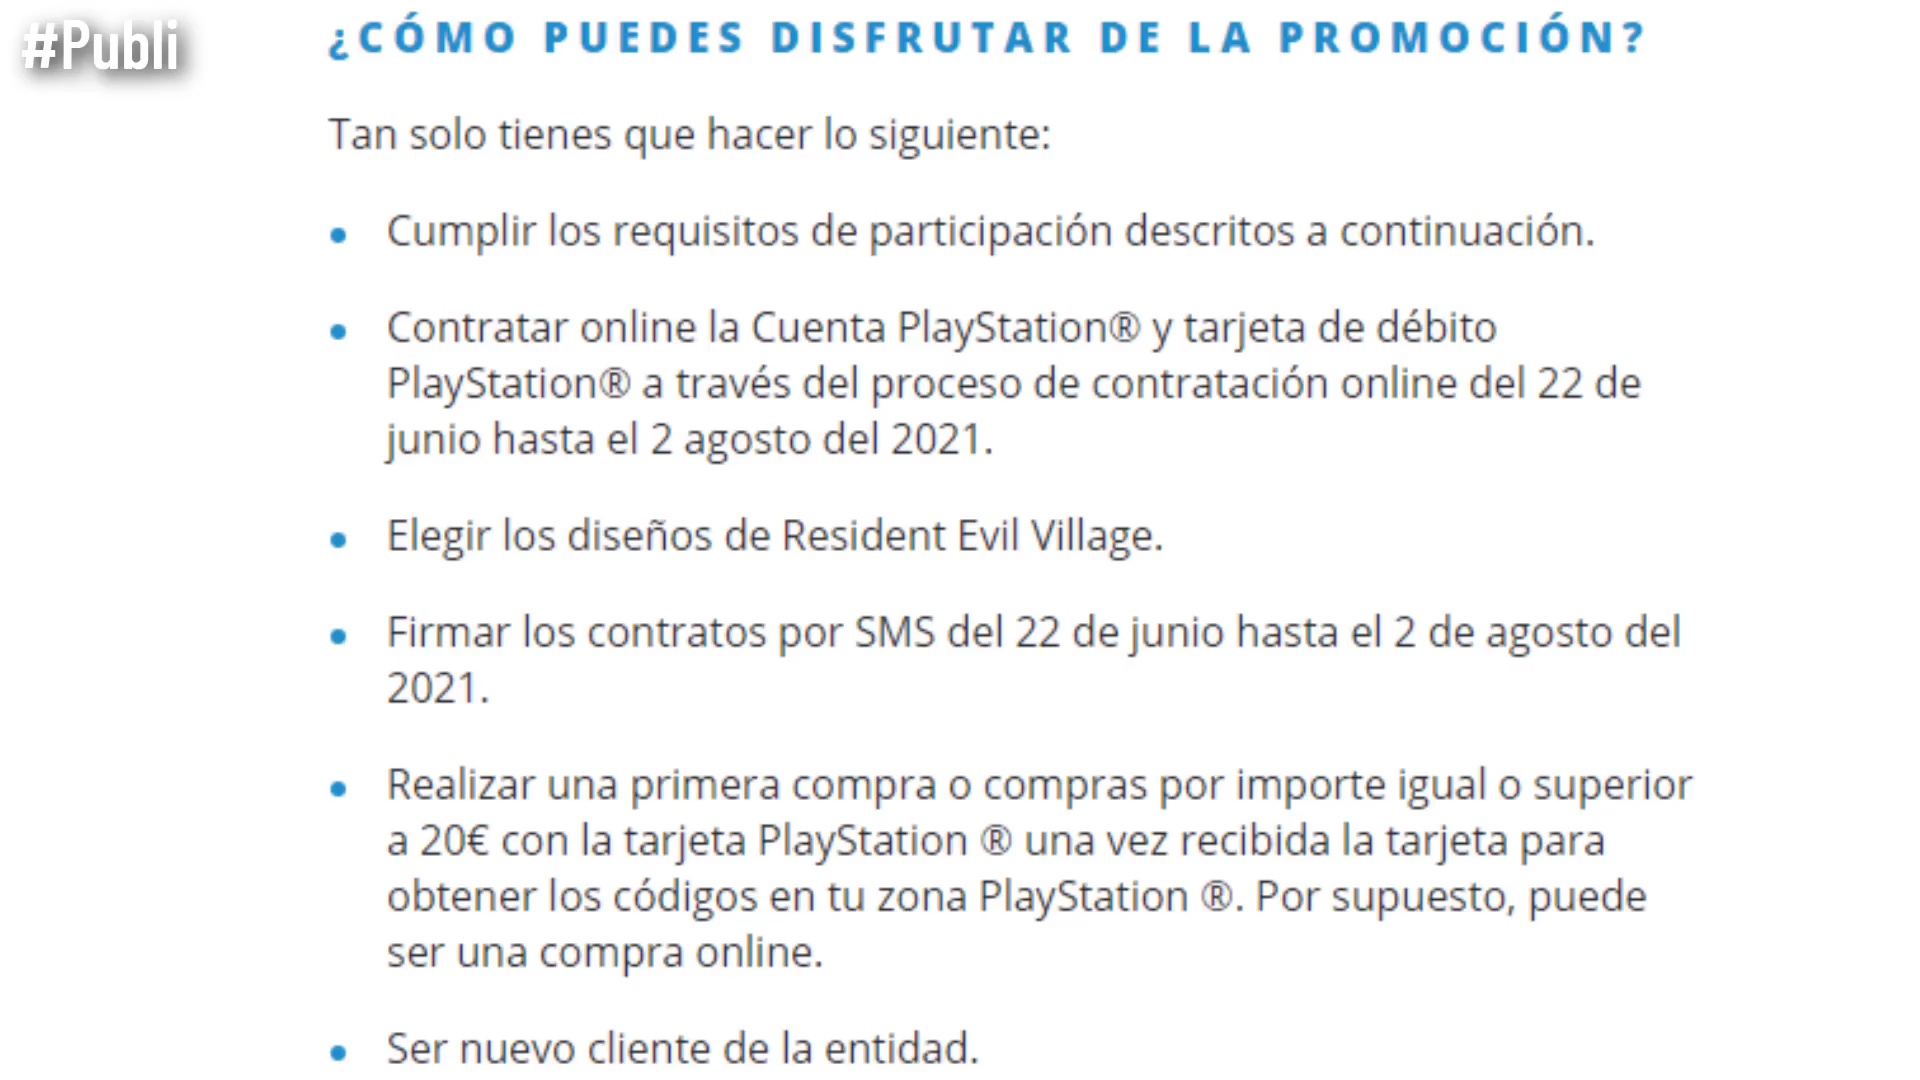 #Publi
¿CÓMO PUEDES DISFRUTAR DE LA PROMOCIÓN?
Tan solo tienes que hacer lo siguiente:
• Cumplir los requisitos de participación descritos a continuación.
• Contratar online la Cuenta PlayStation® y tarjeta de débito
PlayStation® a través del proceso de contratación online del 22 de
junio hasta el 2 agosto del 2021.
• Elegir los diseños de Resident Evil Village.
• Firmar los contratos por SMS del 22 de junio hasta el 2 de agosto del
2021.
• Realizar una primera compra o compras por importe igual o superior
a 20€ con la tarjeta PlayStation ® una vez recibida la tarjeta para
obtener los códigos en tu zona PlayStation ®. Por supuesto, puede
ser una compra online.
• Ser nuevo cliente de la entidad.